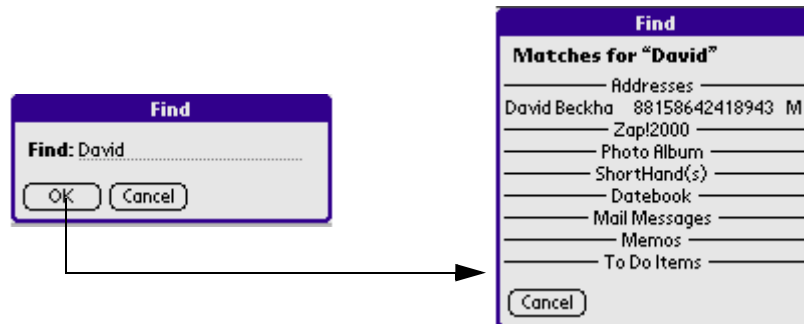 Find
Find: David
OK Cancel
Find
Matches for “David”
Addresses
David Beckha 88158642418943 M
Zap!2000
Photo Album
ShortHand(s)
Datebook
Mail Messages
Memos
To Do Items
Cancel